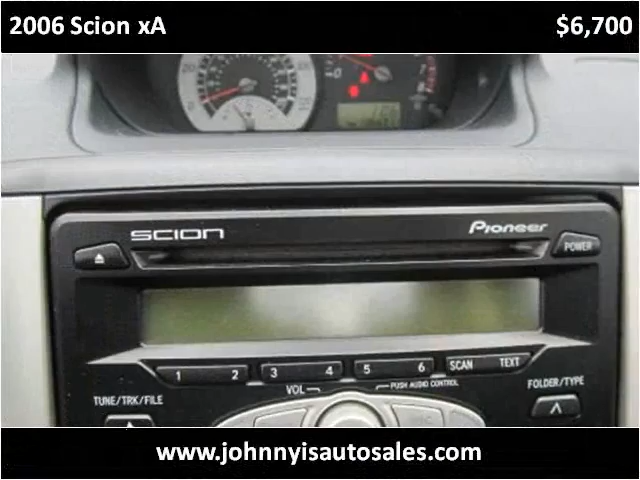 2006 Scion xA $6,700
SCION Pioneer
POWER
1 2 3 4 5 6 SCAN TEXT
VOL PUSH AUDIO CONTROL
TUNE/TRK/FILE FOLDER/TYPE
www.johnnyisautosales.com